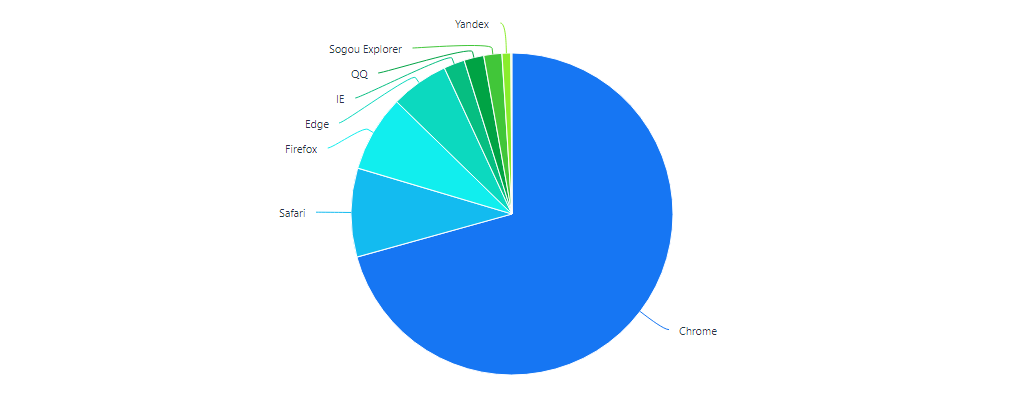 Yandex
Sogou Explorer
QQ
IE
Edge
Firefox
Safari
Chrome